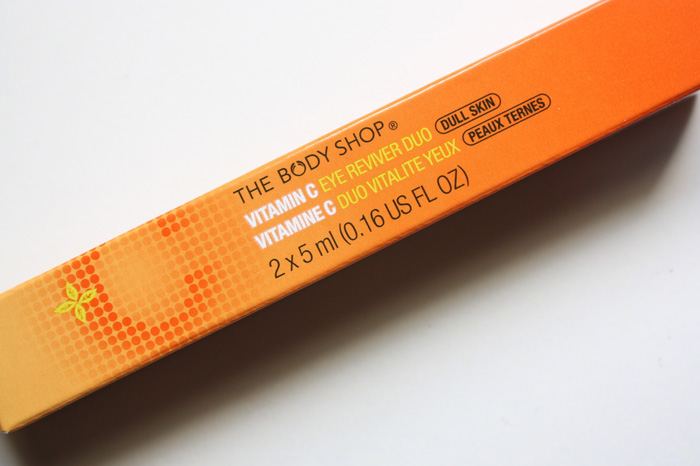 THE BODY SHOP®
VITAMIN C EYE REVIVER DUO DULL SKIN
VITAMINE C DUO VITALITE YEUX PEAUX TERNES
2 x 5 ml (0.16 US FL OZ)